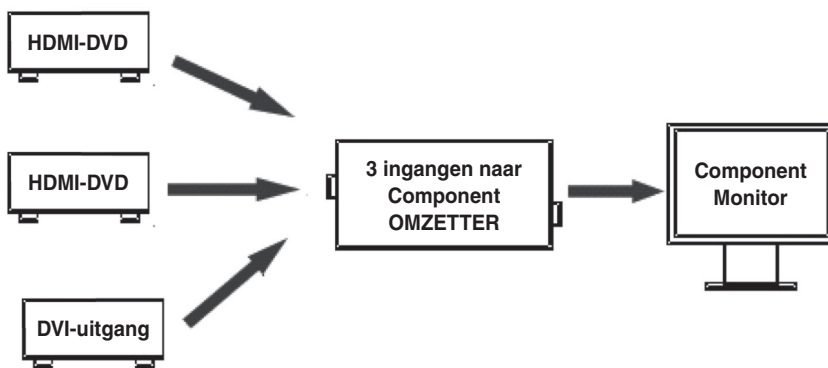 HDMI-DVD
HDMI-DVD
DVI-uitgang
3 ingangen naar
Component
OMZETTER
Component
Monitor